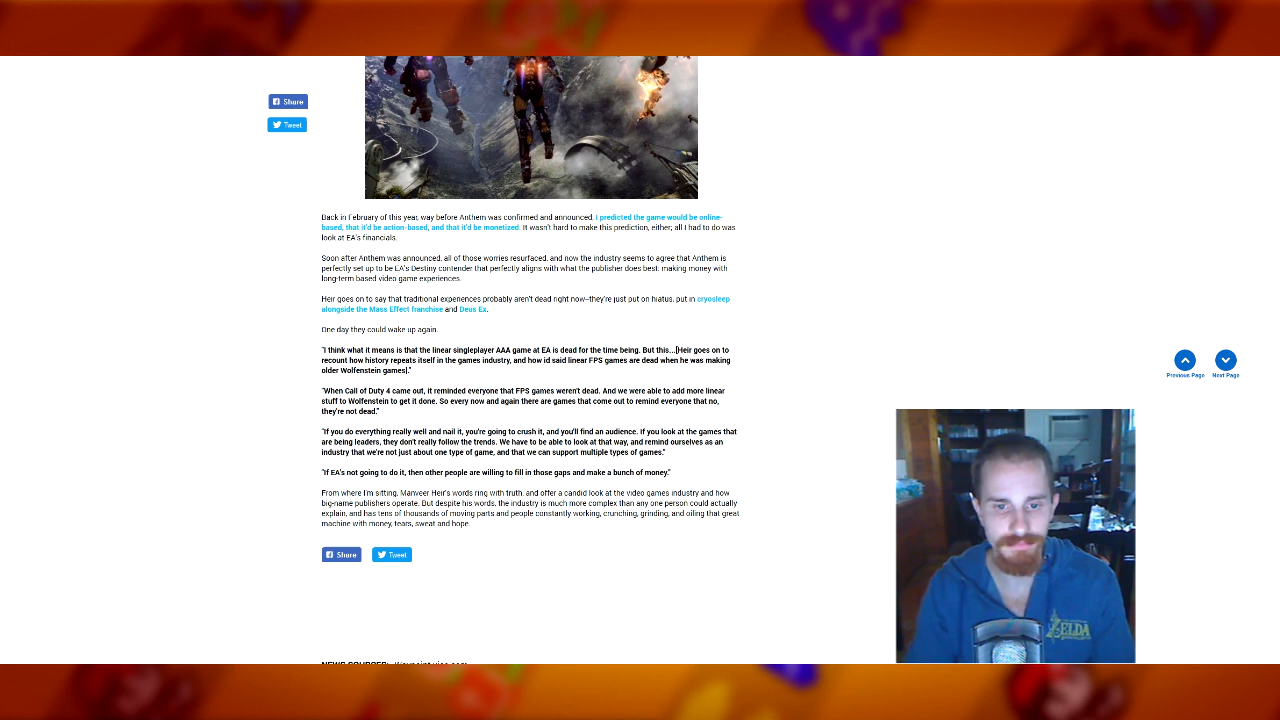 Share
Tweet
Back in February of this year, way before Anthem was confirmed and announced, I predicted the game would be online-
based, that it'd be action-based, and that it'd be monetized. It wasn't hard to make this prediction, either; all I had to do was
look at EA's financials.
Soon after Anthem was announced, all of those worries resurfaced, and now the industry seems to agree that Anthem is
perfectly set up to be EA's Destiny contender that perfectly aligns with what the publisher does best: making money with
long-term based video game experiences.
Heir goes on to say that traditional experiences probably aren't dead right now--they're just put on hiatus, put in cryosleep
alongside the Mass Effect franchise and Deus Ex.
One day they could wake up again.
"I think what it means is that the linear singleplayer AAA game at EA is dead for the time being. But this...[Heir goes on to
recount how history repeats itself in the games industry, and how id said linear FPS games are dead when he was making
older Wolfenstein games]."
"When Call of Duty 4 came out, it reminded everyone that FPS games weren't dead. And we were able to add more linear
stuff to Wolfenstein to get it done. So every now and again there are games that come out to remind everyone that no,
they're not dead."
"If you do everything really well and nail it, you're going to crush it, and you'll find an audience. If you look at the games that
are being leaders, they don't really follow the trends. We have to be able to look at that way, and remind ourselves as an
industry that we're not just about one type of game, and that we can support multiple types of games."
"If EA's not going to do it, then other people are willing to fill in those gaps and make a bunch of money."
From where I'm sitting, Manveer Heir's words ring with truth, and offer a candid look at the video games industry and how
big-name publishers operate. But despite his words, the industry is much more complex than any one person could actually
explain, and has tens of thousands of moving parts and people constantly working, crunching, grinding, and oiling that great
machine with money, tears, sweat and hope.
Share Tweet
Previous Page Next Page
ZELDA